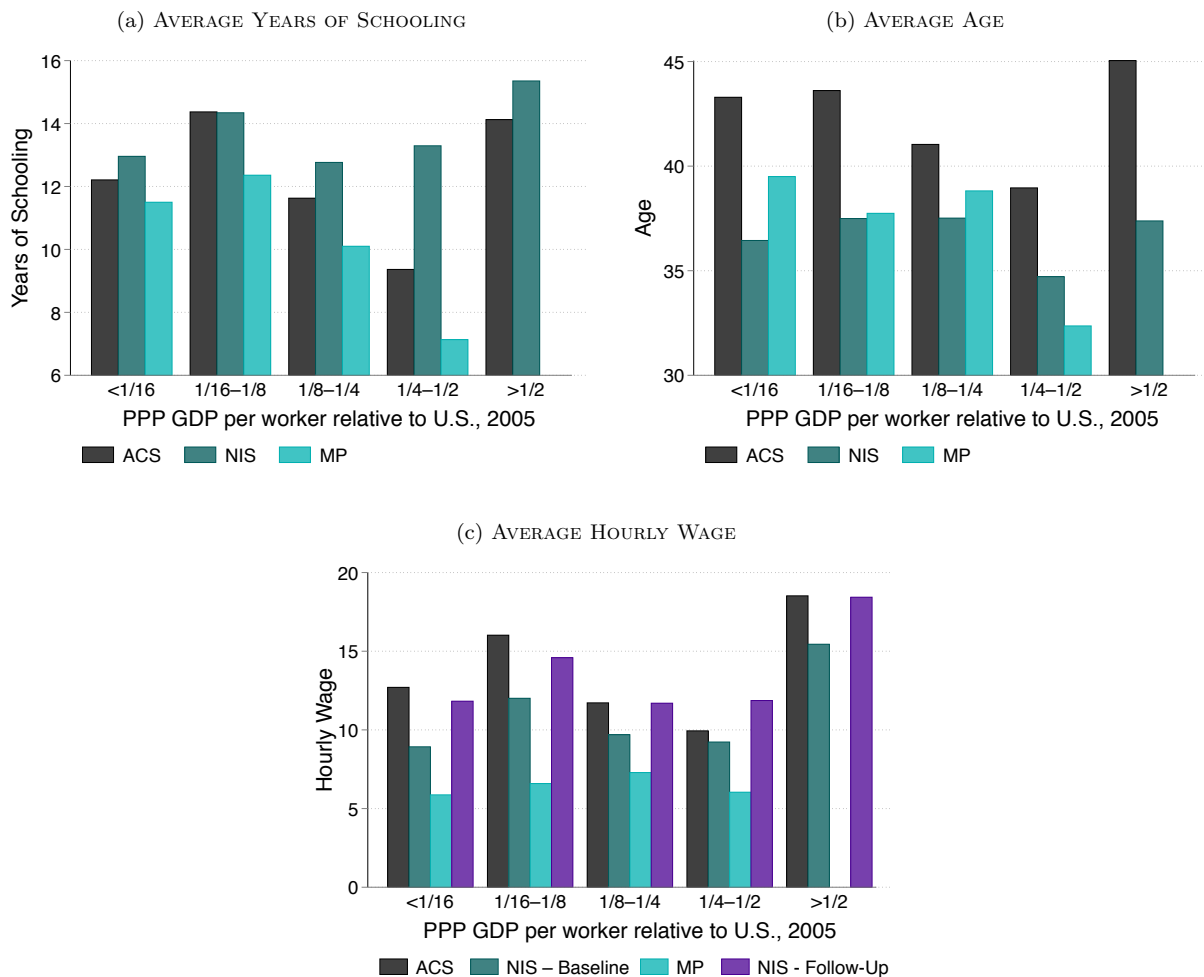 (a) Average Years of Schooling
16
14
12
10
8
6
Years of Schooling
<1/16 1/16–1/8 1/8–1/4 1/4–1/2 >1/2
PPP GDP per worker relative to U.S., 2005
ACS NIS MP
(b) Average Age
45
40
35
30
Age
<1/16 1/16–1/8 1/8–1/4 1/4–1/2 >1/2
PPP GDP per worker relative to U.S., 2005
ACS NIS MP
(c) Average Hourly Wage
20
15
10
5
0
Hourly Wage
<1/16 1/16–1/8 1/8–1/4 1/4–1/2 >1/2
PPP GDP per worker relative to U.S., 2005
ACS NIS – Baseline MP NIS - Follow-Up